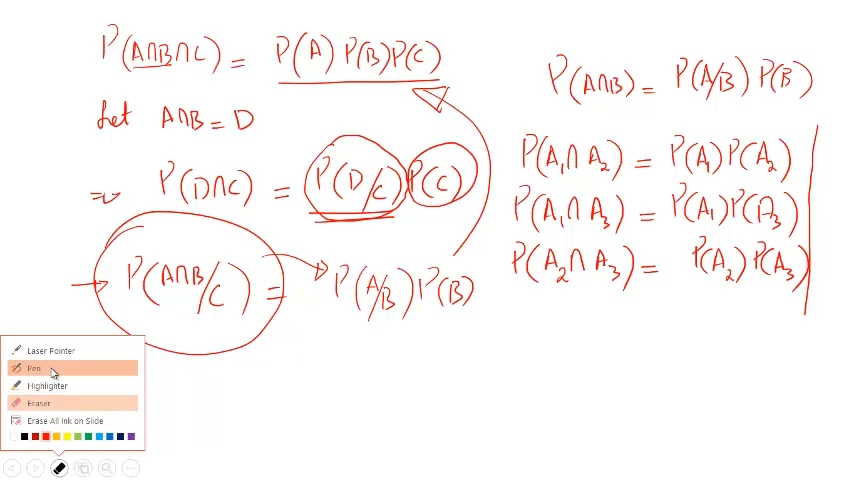 P(A∩B∩C) = P(A) P(B) P(C)
Let A∩B = D
⇒ P(D∩C) = P(D/C) P(C)
→ P(A∩B/C) = P(A/B) P(B)
P(A∩B) = P(A/B) P(B)
P(A₁∩A₂) = P(A₁) P(A₂)
P(A₁∩A₃) = P(A₁) P(A₃)
P(A₂∩A₃) = P(A₂) P(A₃)
Laser Pointer
Pen
Highlighter
Eraser
Erase All Ink on Slide